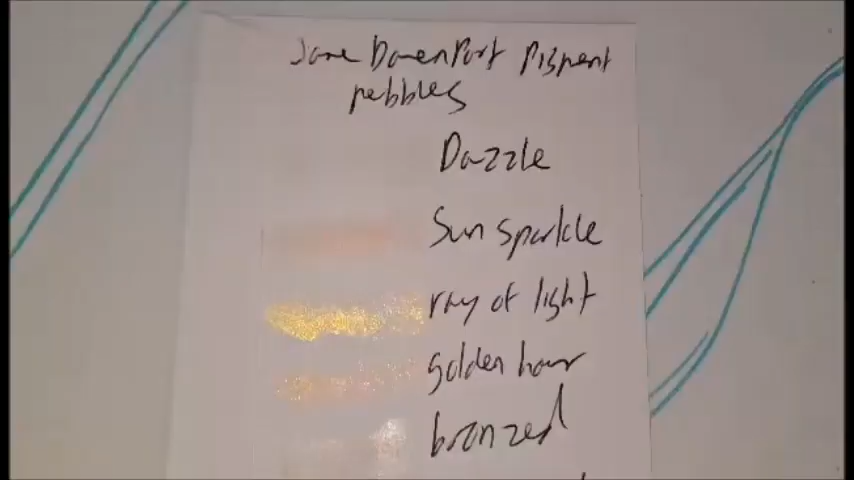 Jane Davenport Pigment
pebbles
Dazzle
Sun sparkle
ray of light
golden hour
bronzed